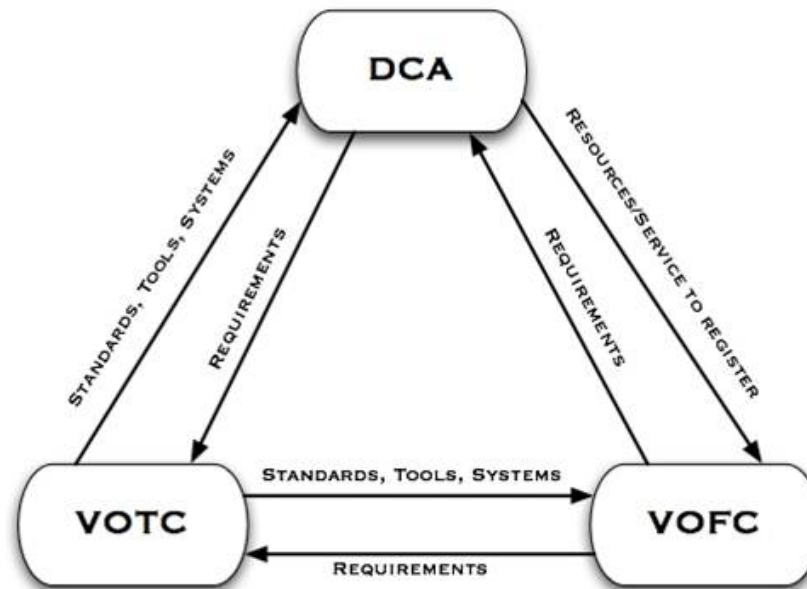 DCA
Standards, Tools, Systems
Requirements
Requirements
Resources/Service to register
VOTC
Standards, Tools, Systems
Requirements
VOFC